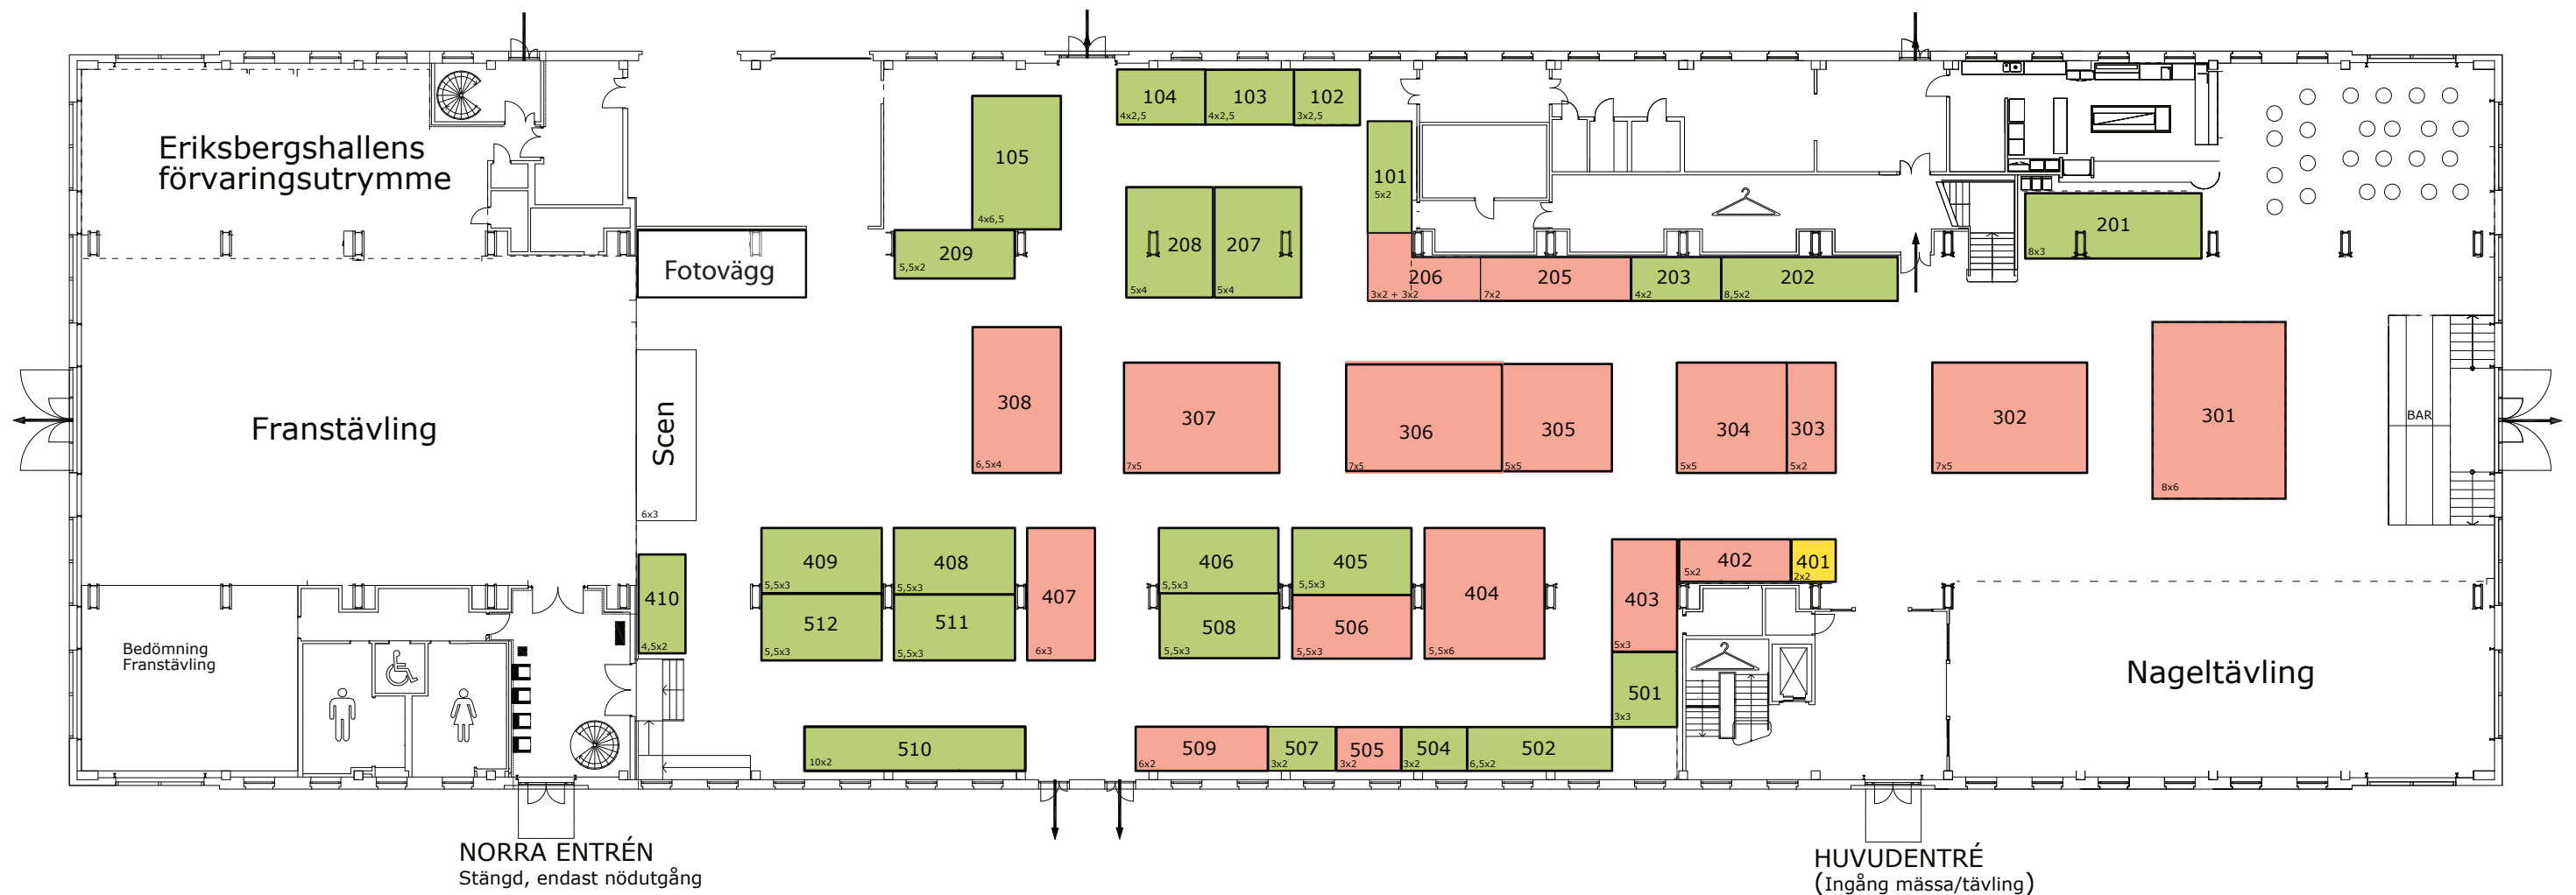 104
4x2,5
103
4x2,5
102
3x2,5
105
4x6,5
101
5x2
Eriksbergshallens
förvaringsutrymme
208
5x4
207
5x4
201
8x3
209
5,5x2
Fotovägg
206
3x2 + 3x2
205
7x2
203
4x2
202
8,5x2
Franstävling
Scen
6x3
308
6,5x4
307
7x5
306
7x5
305
5x5
304
5x5
303
5x2
302
7x5
301
8x6
BAR
409
5,5x3
408
5,5x3
407
6x3
406
5,5x3
405
5,5x3
404
5,5x6
403
5x3
402
5x2
401
2x2
410
4,5x2
512
5,5x3
511
5,5x3
508
5,5x3
506
5,5x3
501
3x3
Bedömning
Franstävling
Nageltävling
510
10x2
509
6x2
507
3x2
505
3x2
504
3x2
502
6,5x2
NORRA ENTRÉN
Stängd, endast nödutgång
HUVUDENTRÉ
(Ingång mässa/tävling)